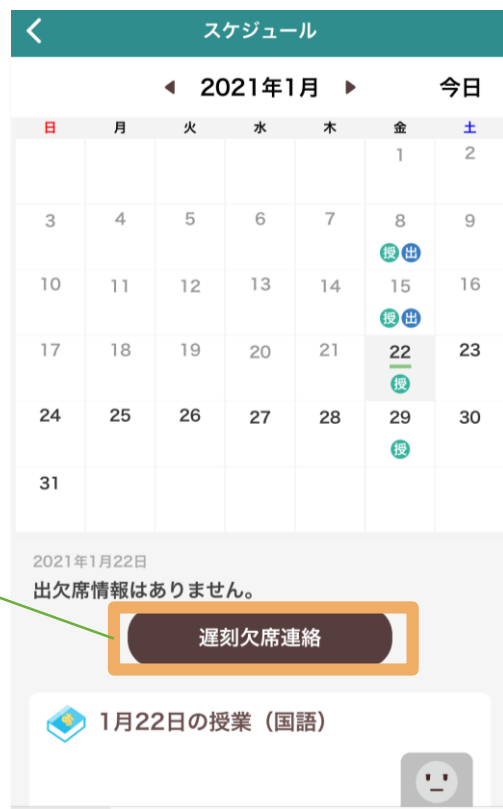 スケジュール
2021年1月 今日
日 月 火 水 木 金 土
1 2
3 4 5 6 7 8 9
授 出
10 11 12 13 14 15 16
授 出
17 18 19 20 21 22 23
授
24 25 26 27 28 29 30
授
31
2021年1月22日
出欠席情報はありません。
遅刻欠席連絡
1月22日の授業（国語）